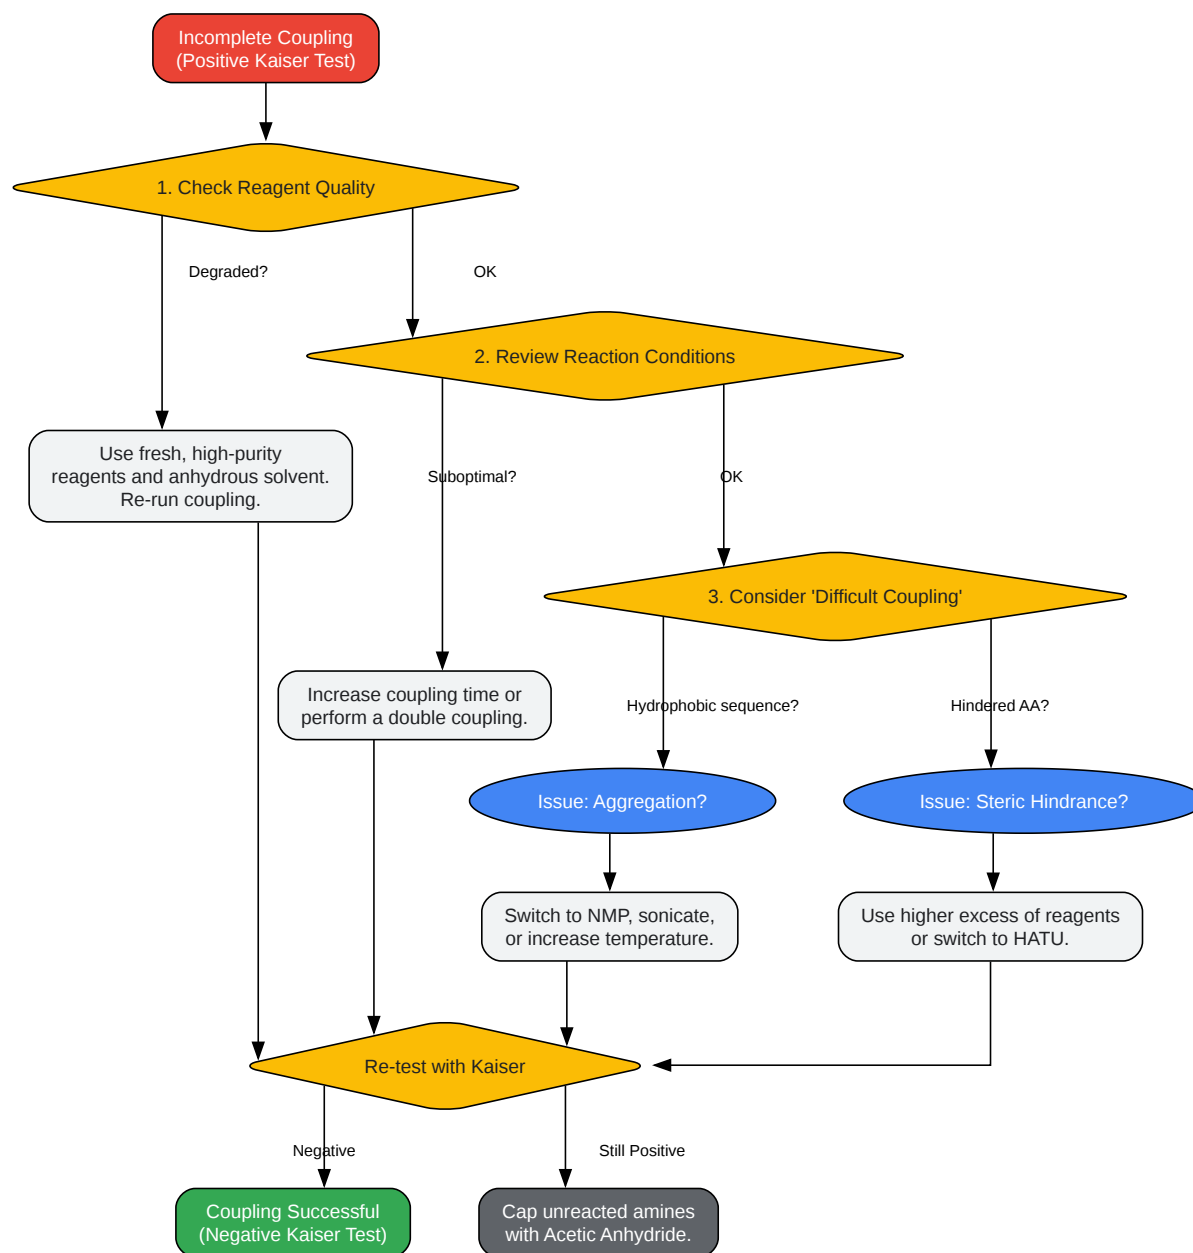 Incomplete Coupling
(Positive Kaiser Test)
1. Check Reagent Quality
Degraded?
OK
2. Review Reaction Conditions
Use fresh, high-purity
reagents and anhydrous solvent.
Re-run coupling.
Suboptimal?
OK
3. Consider 'Difficult Coupling'
Increase coupling time or
perform a double coupling.
Hydrophobic sequence?
Hindered AA?
Issue: Aggregation?
Issue: Steric Hindrance?
Switch to NMP, sonicate,
or increase temperature.
Use higher excess of reagents
or switch to HATU.
Re-test with Kaiser
Negative
Still Positive
Coupling Successful
(Negative Kaiser Test)
Cap unreacted amines
with Acetic Anhydride.